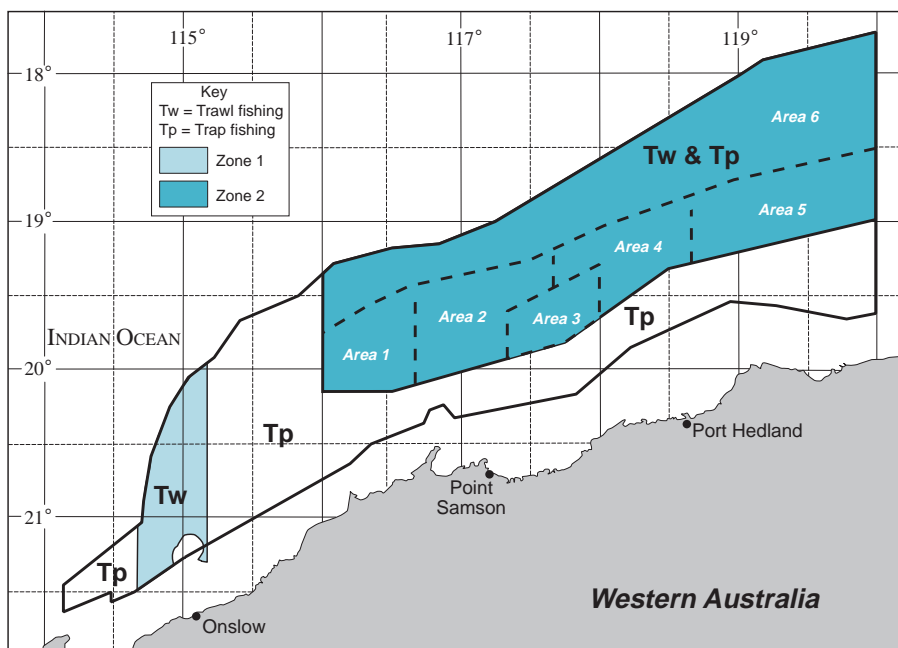 115°
117°
119°
18°
19°
20°
21°
Key
Tw = Trawl fishing
Tp = Trap fishing
Zone 1
Zone 2
Area 6
Tw & Tp
Area 5
Area 4
Area 2
Area 3
Area 1
Tp
INDIAN OCEAN
Tp
Tw
Tp
Port Hedland
Point
Samson
Onslow
Western Australia